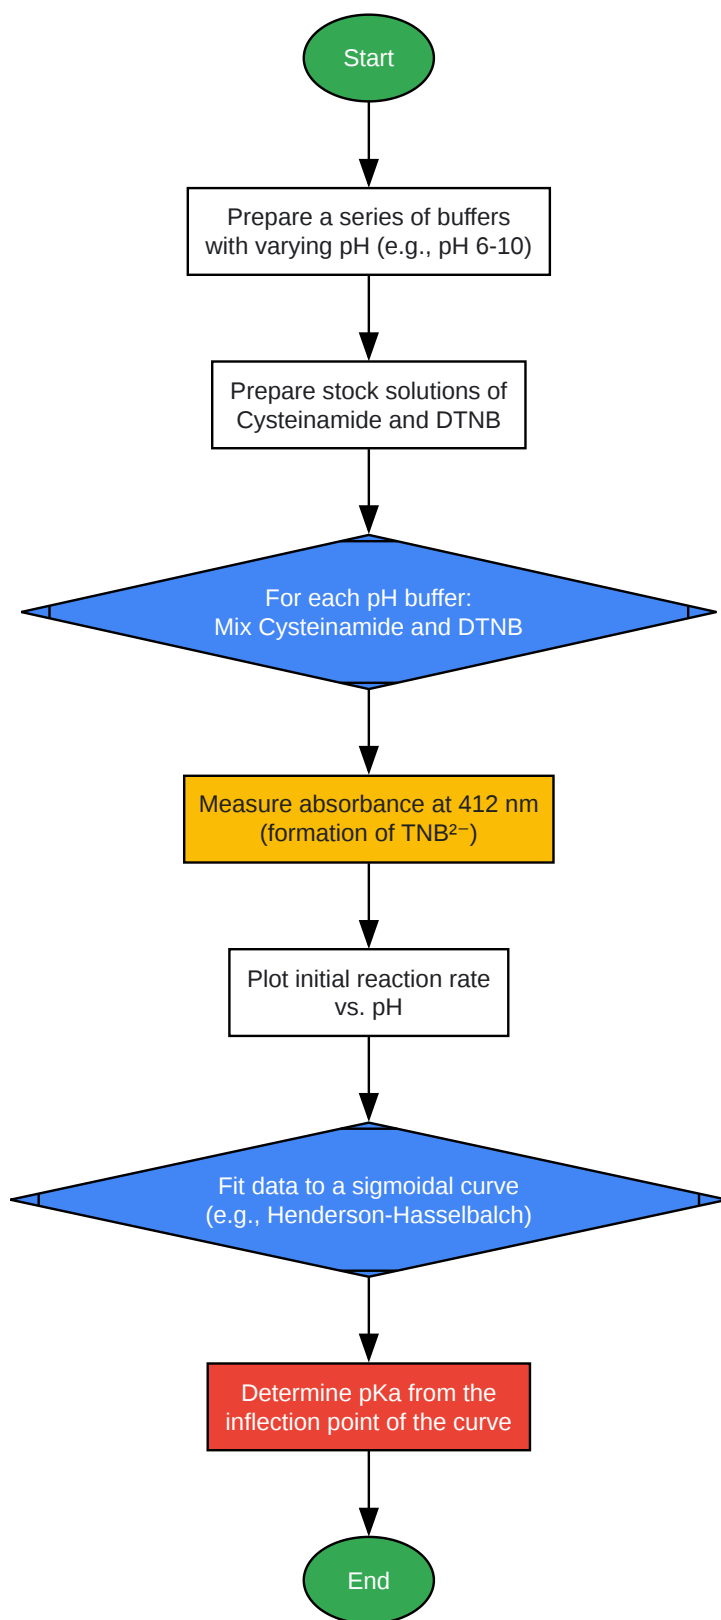 Start
Prepare a series of buffers
with varying pH (e.g., pH 6-10)
Prepare stock solutions of
Cysteinamide and DTNB
For each pH buffer:
Mix Cysteinamide and DTNB
Measure absorbance at 412 nm
(formation of TNB²⁻)
Plot initial reaction rate
vs. pH
Fit data to a sigmoidal curve
(e.g., Henderson-Hasselbalch)
Determine pKa from the
inflection point of the curve
End